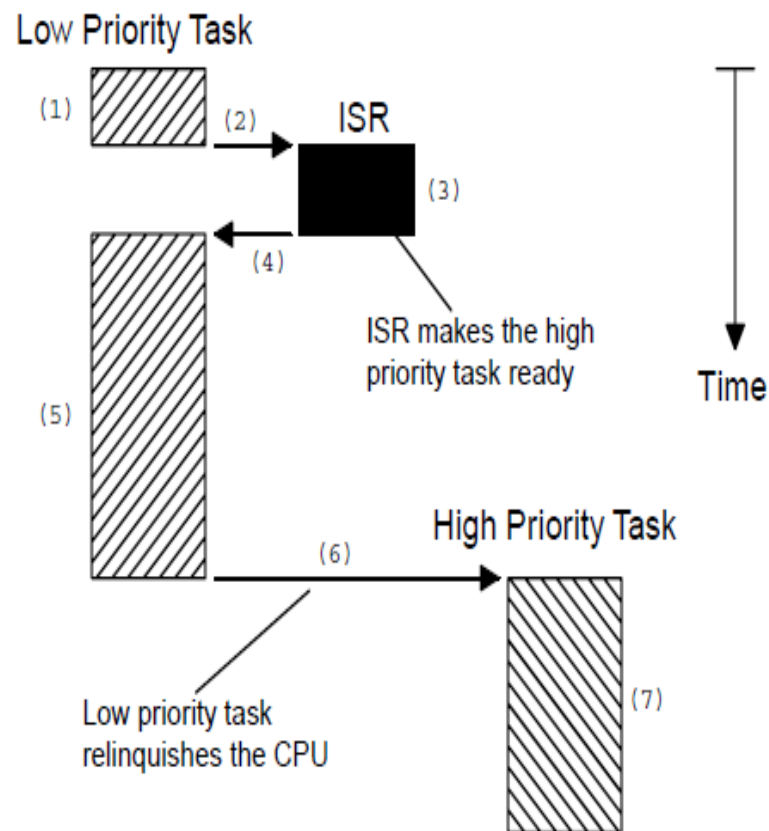 Low Priority Task
(1)
(2)
ISR
(3)
(4)
ISR makes the high
priority task ready
Time
(5)
High Priority Task
(6)
Low priority task
relinquishes the CPU
(7)